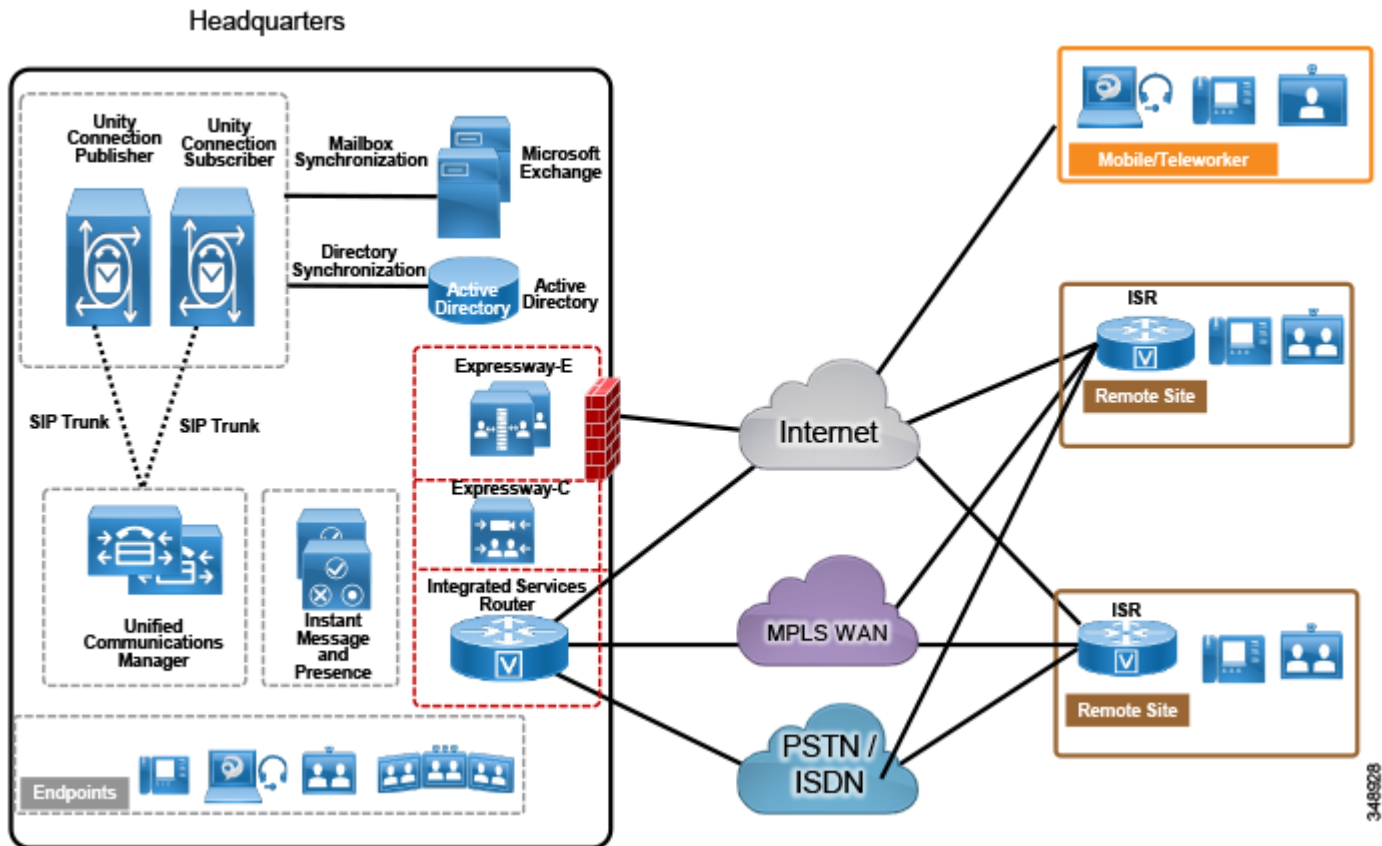 Headquarters
Unity
Connection
Publisher
Unity
Connection
Subscriber
Mailbox
Synchronization
Microsoft
Exchange
Directory
Synchronization
Active
Directory
Active
Directory
SIP Trunk
SIP Trunk
Expressway-E
Expressway-C
Integrated Services
Router
V
Unified
Communications
Manager
Instant
Message
and
Presence
Endpoints
Internet
MPLS WAN
PSTN /
ISDN
Mobile/Teleworker
ISR
V
Remote Site
ISR
V
Remote Site
348928